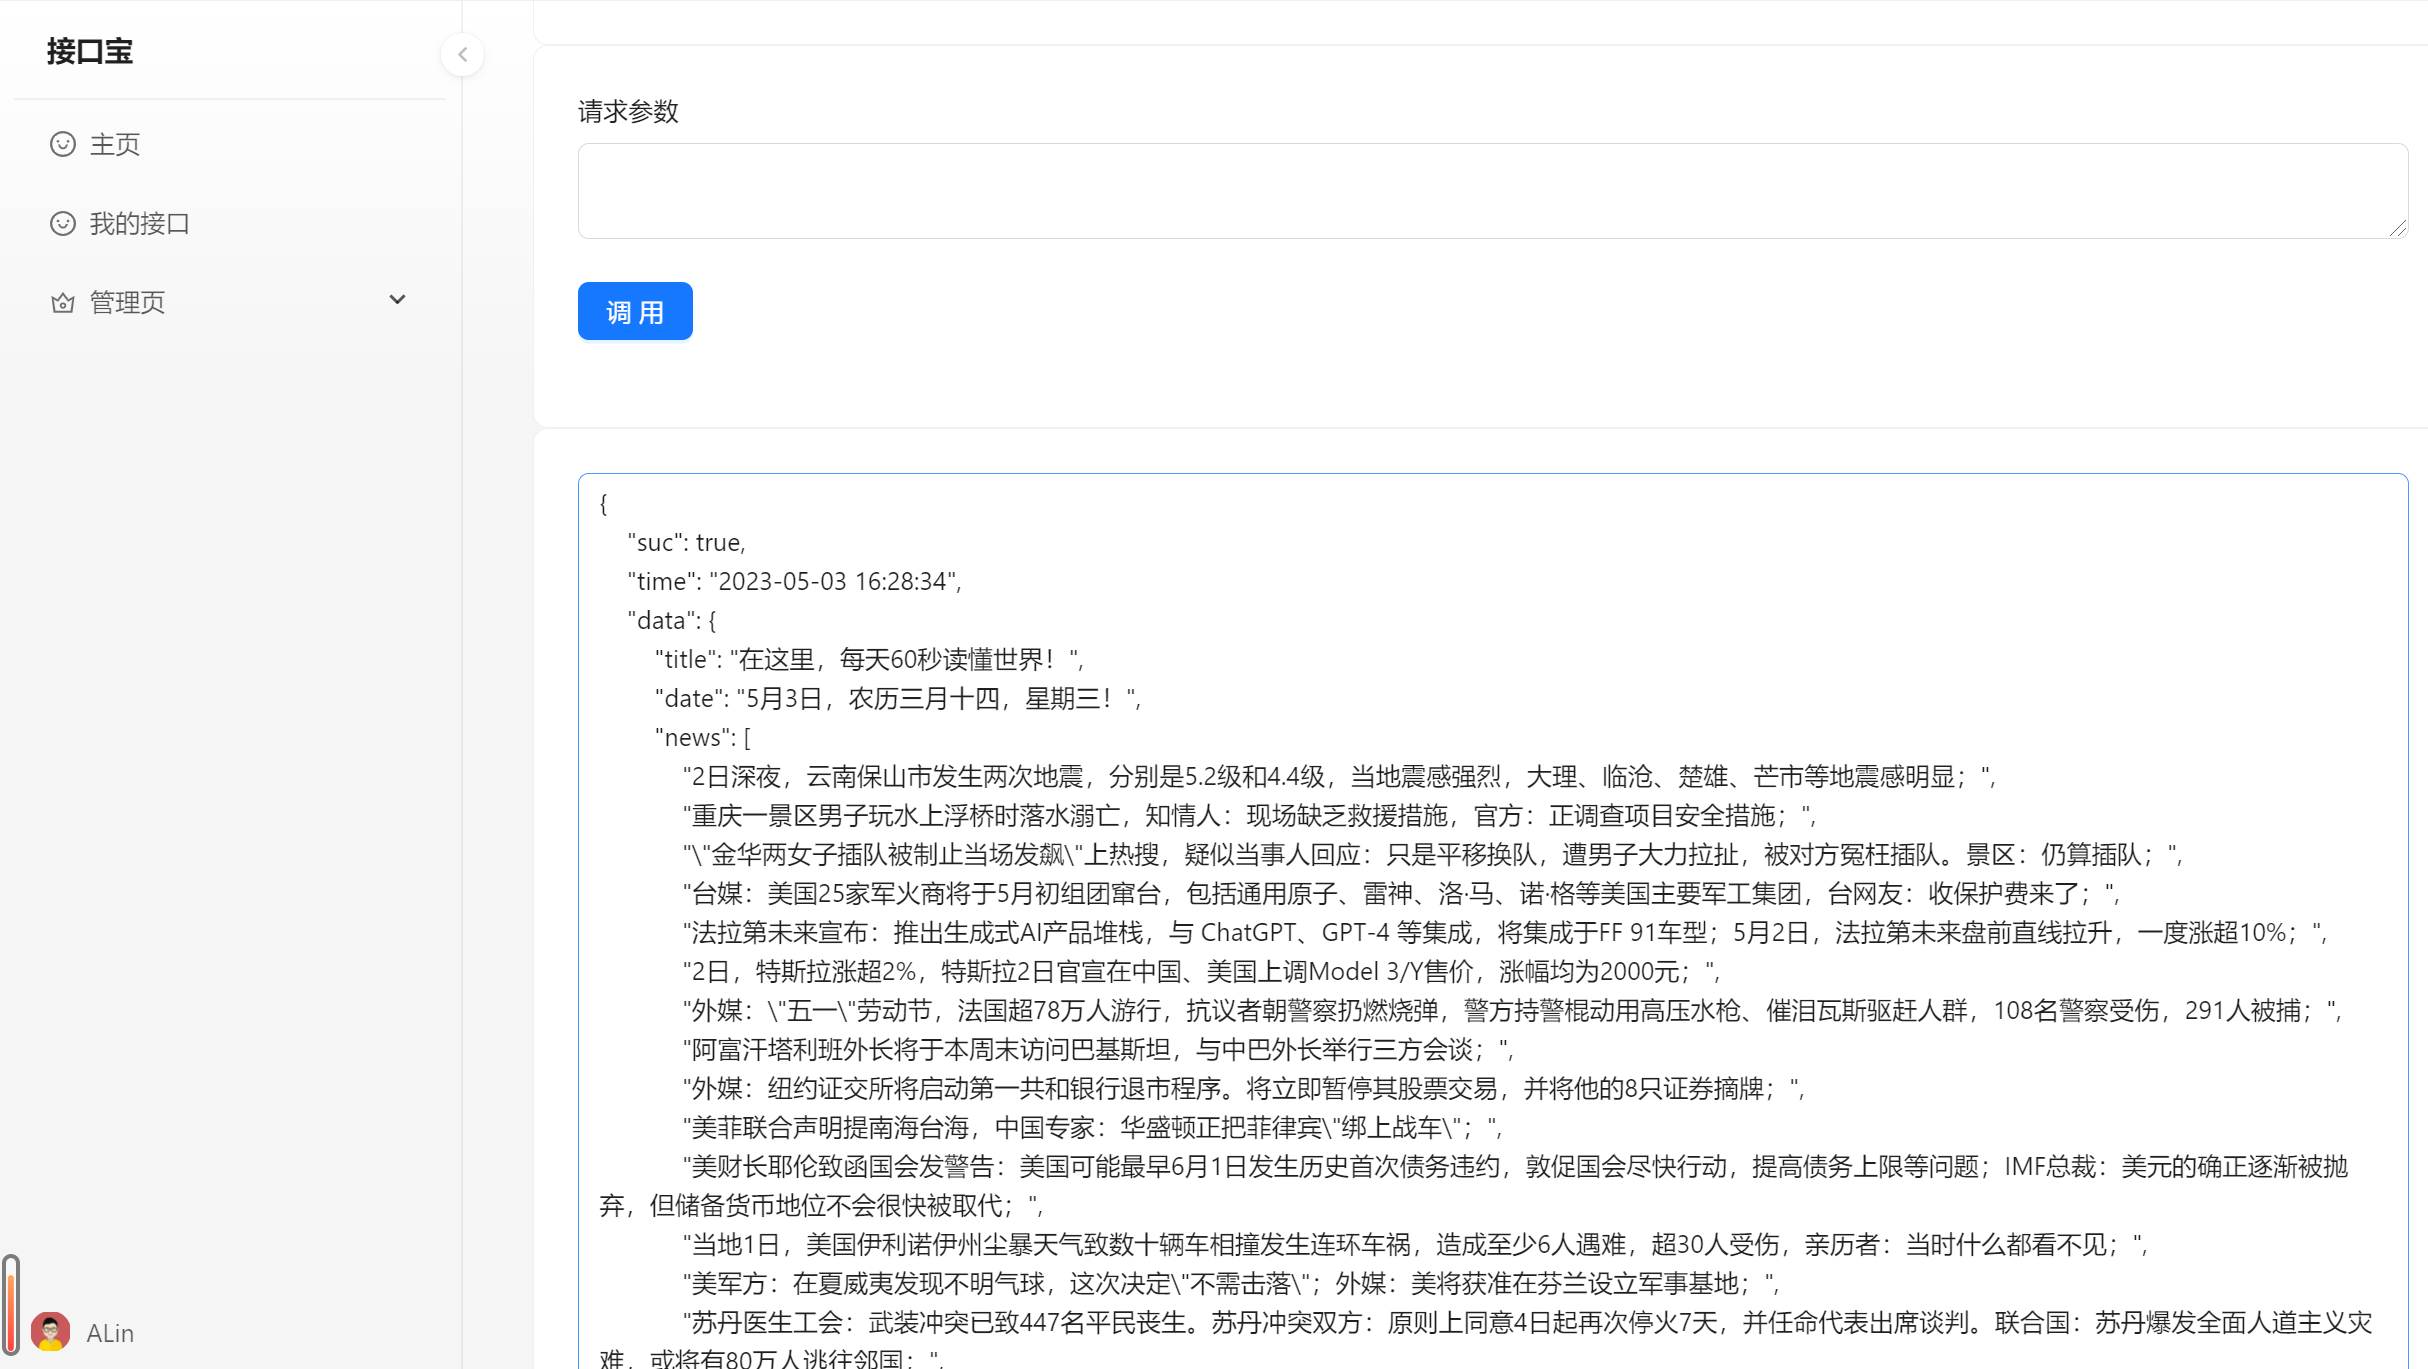 接口宝
主页
我的接口
管理页
ALin
请求参数
调 用
{
"suc": true,
"time": "2023-05-03 16:28:34",
"data": {
"title": "在这里，每天60秒读懂世界！",
"date": "5月3日，农历三月十四，星期三！",
"news": [
"2日深夜，云南保山市发生两次地震，分别是5.2级和4.4级，当地震感强烈，大理、临沧、楚雄、芒市等地震感明显；",
"重庆一景区男子玩水上浮桥时落水溺亡，知情人：现场缺乏救援措施，官方：正调查项目安全措施；",
"\"金华两女子插队被制止当场发飙\"上热搜，疑似当事人回应：只是平移换队，遭男子大力拉扯，被对方冤枉插队。景区：仍算插队；",
"台媒：美国25家军火商将于5月初组团窜台，包括通用原子、雷神、洛·马、诺·格等美国主要军工集团，台网友：收保护费来了；",
"法拉第未来宣布：推出生成式AI产品堆栈，与 ChatGPT、GPT-4 等集成，将集成于FF 91车型；5月2日，法拉第未来盘前直线拉升，一度涨超10%；",
"2日，特斯拉涨超2%，特斯拉2日官宣在中国、美国上调Model 3/Y售价，涨幅均为2000元；",
"外媒：\"五一\"劳动节，法国超78万人游行，抗议者朝警察扔燃烧弹，警方持警棍动用高压水枪、催泪瓦斯驱赶人群，108名警察受伤，291人被捕；",
"阿富汗塔利班外长将于本周末访问巴基斯坦，与中巴外长举行三方会谈；",
"外媒：纽约证交所将启动第一共和银行退市程序。将立即暂停其股票交易，并将他的8只证券摘牌；",
"美菲联合声明提南海台海，中国专家：华盛顿正把菲律宾\"绑上战车\"；",
"美财长耶伦致函国会发警告：美国可能最早6月1日发生历史首次债务违约，敦促国会尽快行动，提高债务上限等问题；IMF总裁：美元的确正逐渐被抛
弃，但储备货币地位不会很快被取代；",
"当地1日，美国伊利诺伊州尘暴天气致数十辆车相撞发生连环车祸，造成至少6人遇难，超30人受伤，亲历者：当时什么都看不见；",
"美军方：在夏威夷发现不明气球，这次决定\"不需击落\"；外媒：美将获准在芬兰设立军事基地；",
"苏丹医生工会：武装冲突已致447名平民丧生。苏丹冲突双方：原则上同意4日起再次停火7天，并任命代表出席谈判。联合国：苏丹爆发全面人道主义灾
难，或将有80万人逃往邻国；",